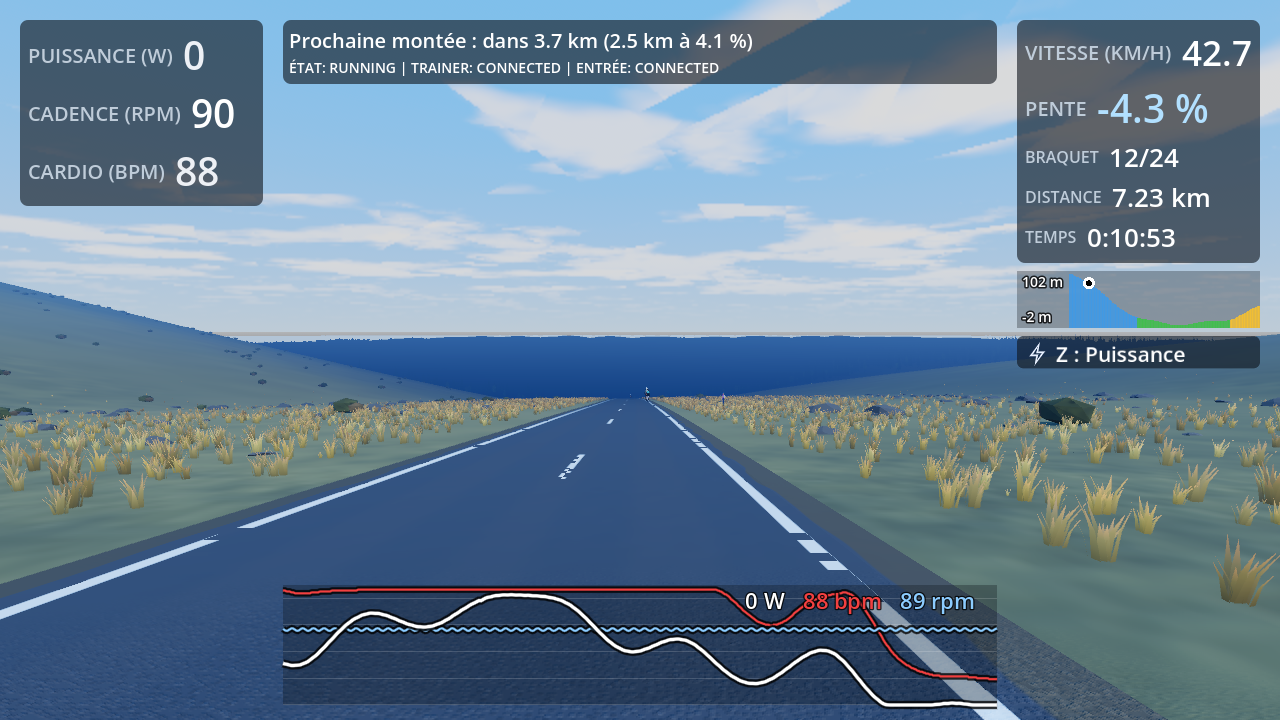 PUISSANCE (W) 0
CADENCE (RPM) 90
CARDIO (BPM) 88
Prochaine montée : dans 3.7 km (2.5 km à 4.1 %)
ÉTAT: RUNNING | TRAINER: CONNECTED | ENTRÉE: CONNECTED
VITESSE (KM/H) 42.7
PENTE -4.3 %
BRAQUET 12/24
DISTANCE 7.23 km
TEMPS 0:10:53
102 m
-2 m
Z : Puissance
0 W 88 bpm 89 rpm